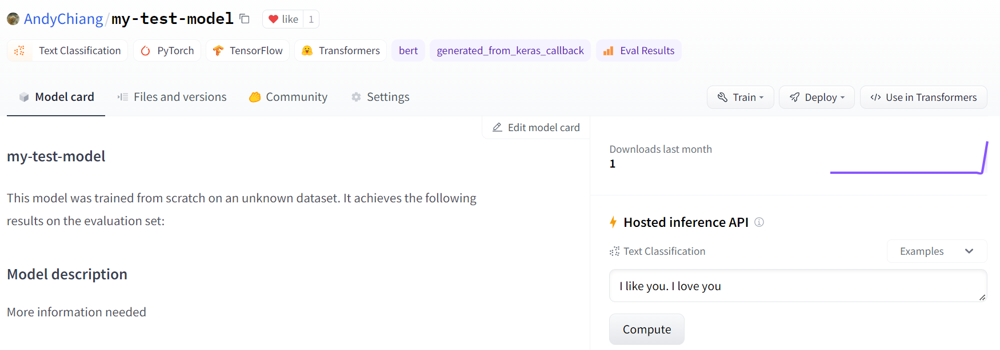 AndyChiang/my-test-model like 1
Text Classification PyTorch TensorFlow Transformers bert generated_from_keras_callback Eval Results
Model card Files and versions Community Settings Train Deploy Use in Transformers
Edit model card
my-test-model
This model was trained from scratch on an unknown dataset. It achieves the following
results on the evaluation set:
Model description
More information needed
Downloads last month
1
Hosted inference API
Text Classification Examples
I like you. I love you
Compute